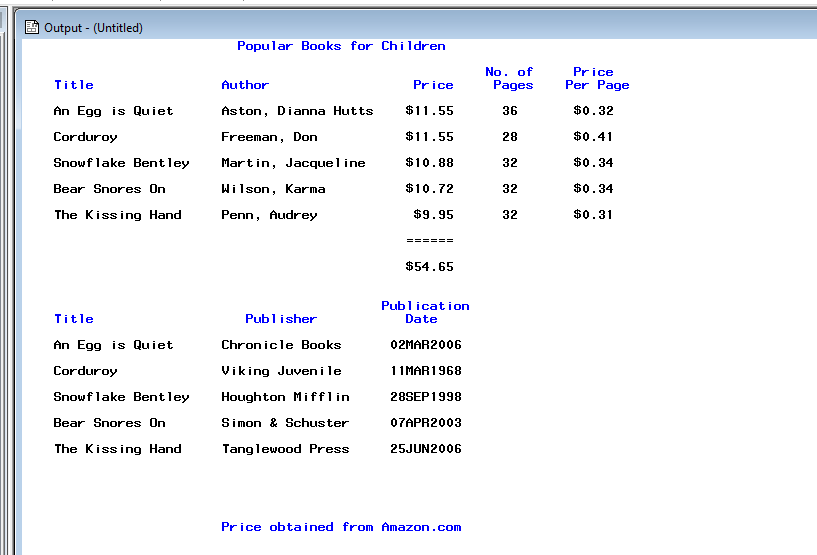 Output - (Untitled)
Popular Books for Children
No. of Price
Title Author Price Pages Per Page
An Egg is Quiet Aston, Dianna Hutts $11.55 36 $0.32
Corduroy Freeman, Don $11.55 28 $0.41
Snowflake Bentley Martin, Jacqueline $10.88 32 $0.34
Bear Snores On Wilson, Karma $10.72 32 $0.34
The Kissing Hand Penn, Audrey $9.95 32 $0.31
======
$54.65
Publication
Title Publisher Date
An Egg is Quiet Chronicle Books 02MAR2006
Corduroy Viking Juvenile 11MAR1968
Snowflake Bentley Houghton Mifflin 28SEP1998
Bear Snores On Simon & Schuster 07APR2003
The Kissing Hand Tanglewood Press 25JUN2006
Price obtained from Amazon.com